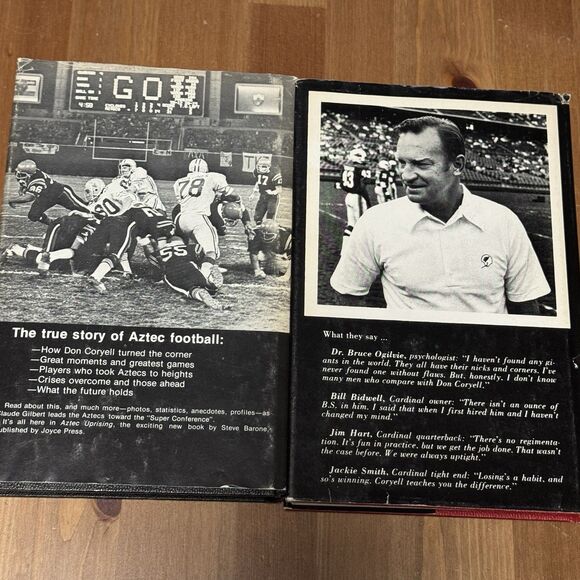 GO
4:50
78
30
55
17
The true story of Aztec football:
—How Don Coryell turned the corner
—Great moments and greatest games
—Players who took Aztecs to heights
—Crises overcome and those ahead
—What the future holds
Read about this, and much more—photos, statistics, anecdotes, profiles—as
Claude Gilbert leads the Aztecs toward the "Super Conference".
It's all here in Aztec Uprising, the exciting new book by Steve Barone,
published by Joyce Press.
83
43
What they say ...
Dr. Bruce Ogilvie, psychologist: "I haven't found any gi-
ants in the world. They all have their nicks and corners. I've
never found one without flaws. But, honestly, I don't know
many men who compare with Don Coryell."
Bill Bidwell, Cardinal owner: "There isn't an ounce of
B.S. in him. I said that when I first hired him and I haven't
changed my mind."
Jim Hart, Cardinal quarterback: "There's no regimenta-
tion. It's fun in practice, but we get the job done. That wasn't
the case before. We were always uptight."
Jackie Smith, Cardinal tight end: "Losing's a habit, and
so's winning. Coryell teaches you the difference."